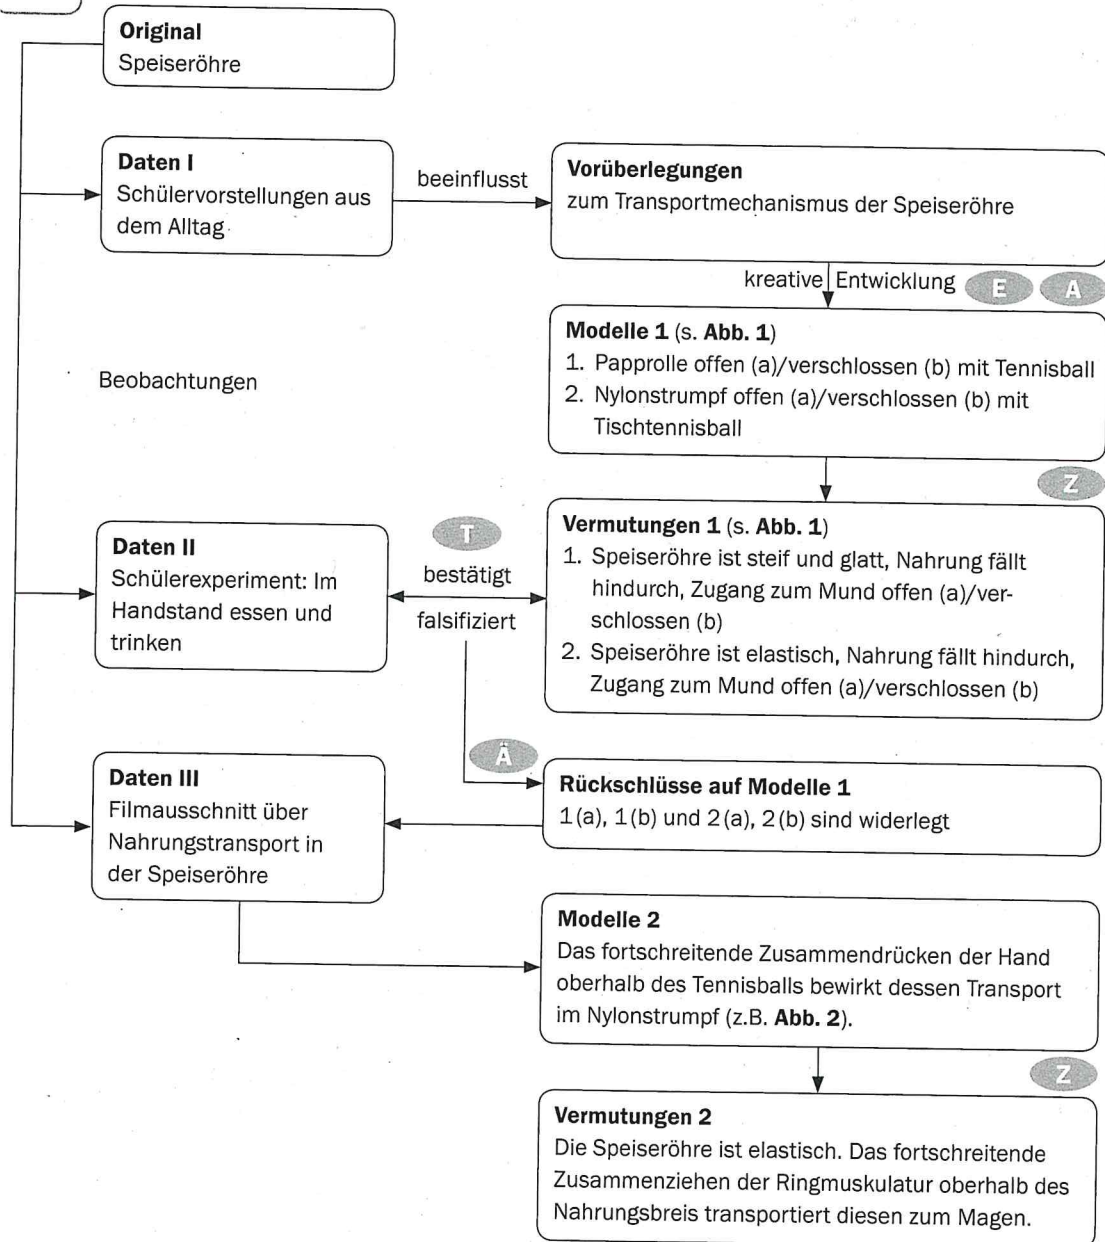 Original
Speiseröhre
Daten I
Schülervorstellungen aus
dem Alltag
beeinflusst
Vorüberlegungen
zum Transportmechanismus der Speiseröhre
kreative Entwicklung E A
Modelle 1 (s. Abb. 1)
1. Papprolle offen (a)/verschlossen (b) mit Tennisball
2. Nylonstrumpf offen (a)/verschlossen (b) mit
Tischtennisball
Beobachtungen
Z
Vermutungen 1 (s. Abb. 1)
1. Speiseröhre ist steif und glatt, Nahrung fällt
hindurch, Zugang zum Mund offen (a)/ver-
schlossen (b)
2. Speiseröhre ist elastisch, Nahrung fällt hindurch,
Zugang zum Mund offen (a)/verschlossen (b)
T
bestätigt
falsifiziert
Daten II
Schülerexperiment: Im
Handstand essen und
trinken
Ä
Rückschlüsse auf Modelle 1
1(a), 1(b) und 2(a), 2(b) sind widerlegt
Daten III
Filmausschnitt über
Nahrungstransport in
der Speiseröhre
Modelle 2
Das fortschreitende Zusammendrücken der Hand
oberhalb des Tennisballs bewirkt dessen Transport
im Nylonstrumpf (z.B. Abb. 2).
Z
Vermutungen 2
Die Speiseröhre ist elastisch. Das fortschreitende
Zusammenziehen der Ringmuskulatur oberhalb des
Nahrungsbreis transportiert diesen zum Magen.